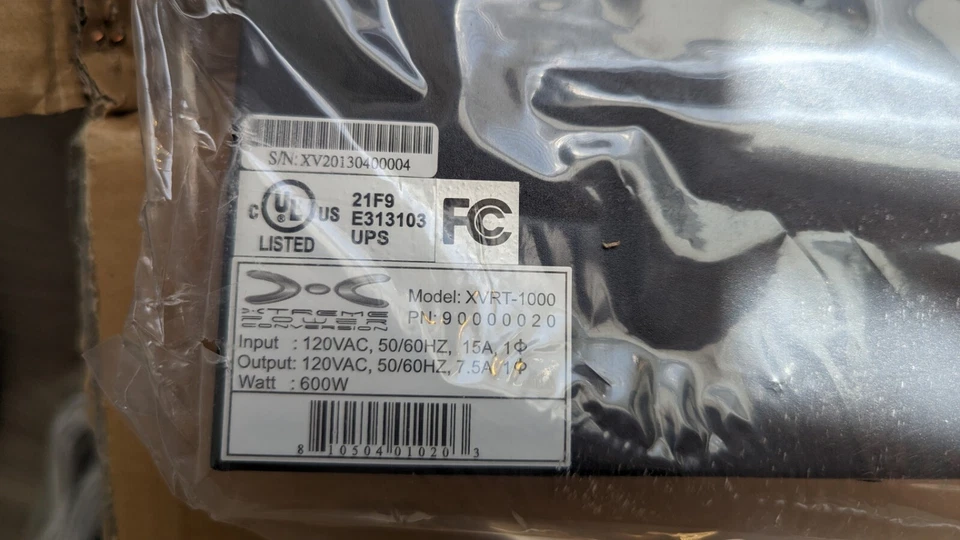 S/N: XV20130400004
C UL ® US
LISTED
21F9
E313103
UPS
FC
XTREME
POWER
CONVERSION
Model: XVRT-1000
PN: 90000020
Input : 120VAC, 50/60HZ, 15A, 1Φ
Output: 120VAC, 50/60HZ, 7.5A, 1Φ
Watt : 600W
8 10504 01020 3